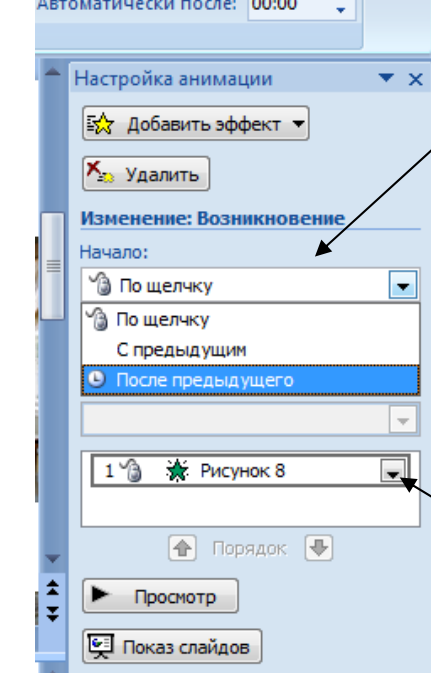 Автоматически после: 00:00
Настройка анимации
Добавить эффект
Удалить
Изменение: Возникновение
Начало:
По щелчку
По щелчку
С предыдущим
После предыдущего
1 Рисунок 8
Порядок
Просмотр
Показ слайдов